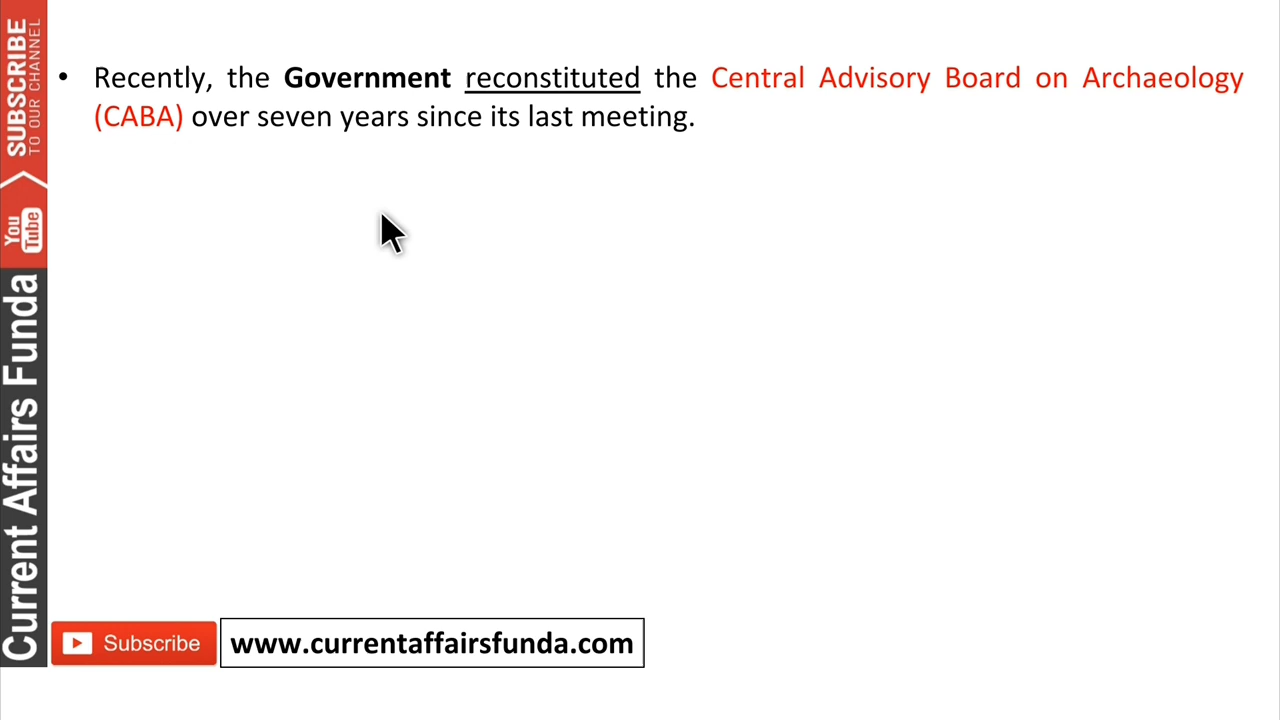 • Recently, the Government reconstituted the Central Advisory Board on Archaeology
(CABA) over seven years since its last meeting.
SUBSCRIBE
TO OUR CHANNEL
You
Tube
Current Affairs Funda
Subscribe
www.currentaffairsfunda.com